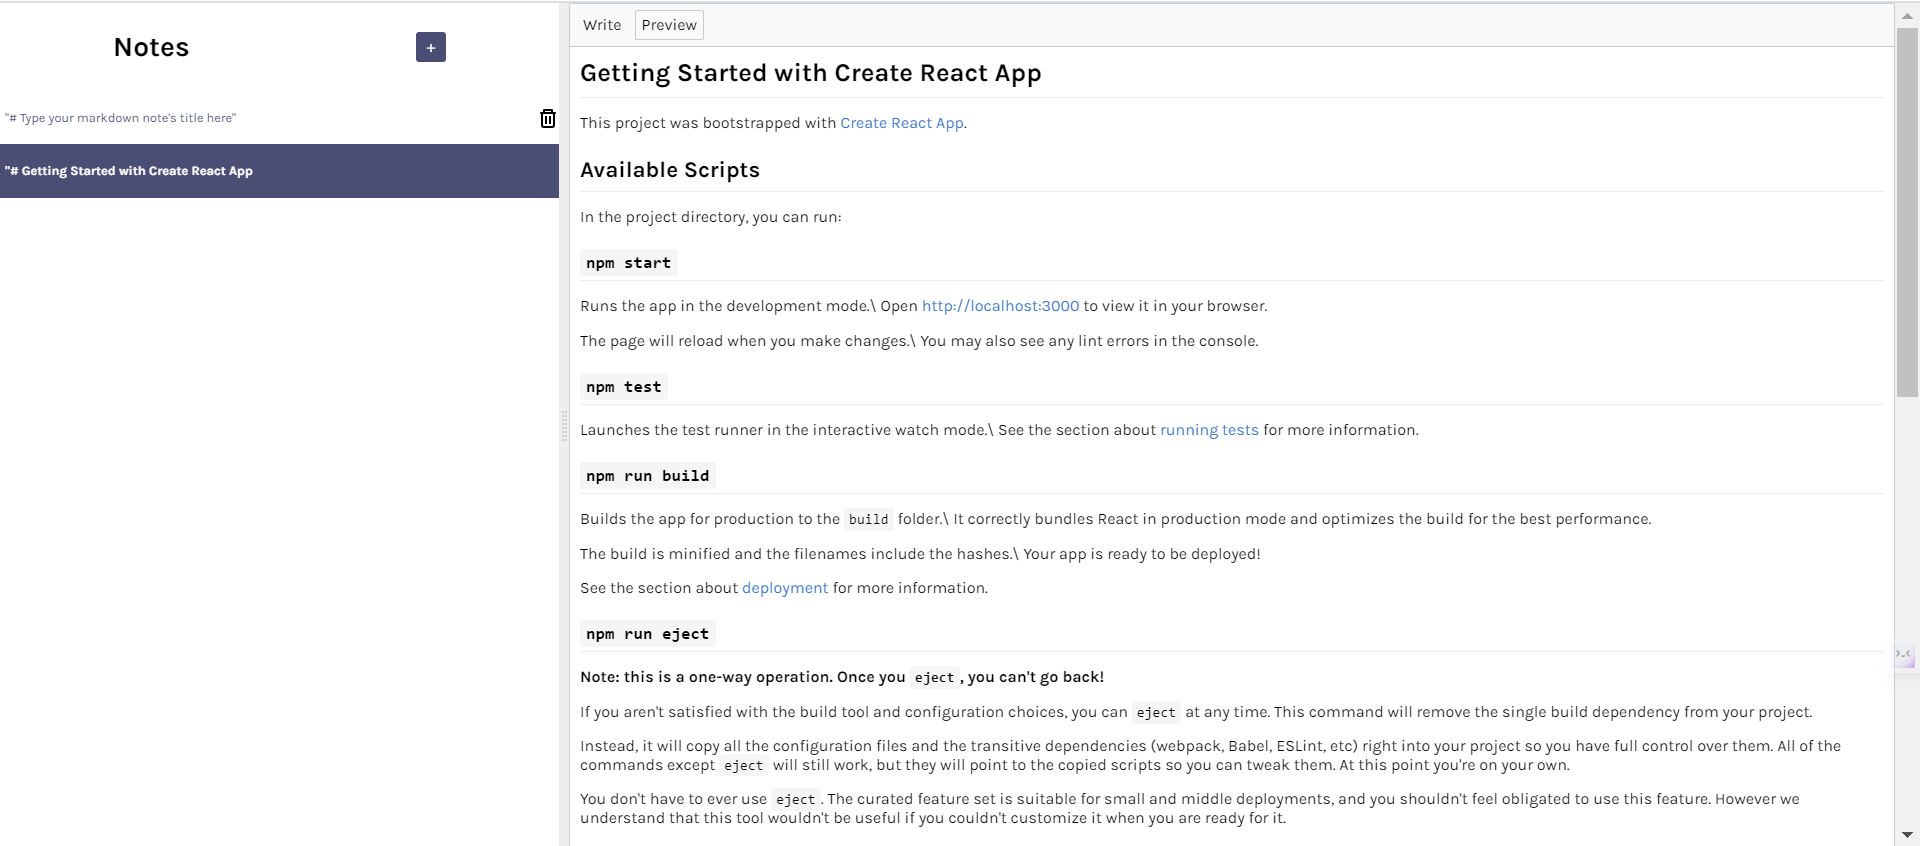 Notes
+
"# Type your markdown note's title here"
"# Getting Started with Create React App
Write Preview
Getting Started with Create React App
This project was bootstrapped with Create React App.
Available Scripts
In the project directory, you can run:
npm start
Runs the app in the development mode.\ Open http://localhost:3000 to view it in your browser.
The page will reload when you make changes.\ You may also see any lint errors in the console.
npm test
Launches the test runner in the interactive watch mode.\ See the section about running tests for more information.
npm run build
Builds the app for production to the build folder.\ It correctly bundles React in production mode and optimizes the build for the best performance.
The build is minified and the filenames include the hashes.\ Your app is ready to be deployed!
See the section about deployment for more information.
npm run eject
Note: this is a one-way operation. Once you eject, you can't go back!
If you aren't satisfied with the build tool and configuration choices, you can eject at any time. This command will remove the single build dependency from your project.
Instead, it will copy all the configuration files and the transitive dependencies (webpack, Babel, ESLint, etc) right into your project so you have full control over them. All of the
commands except eject will still work, but they will point to the copied scripts so you can tweak them. At this point you're on your own.
You don't have to ever use eject. The curated feature set is suitable for small and middle deployments, and you shouldn't feel obligated to use this feature. However we
understand that this tool wouldn't be useful if you couldn't customize it when you are ready for it.